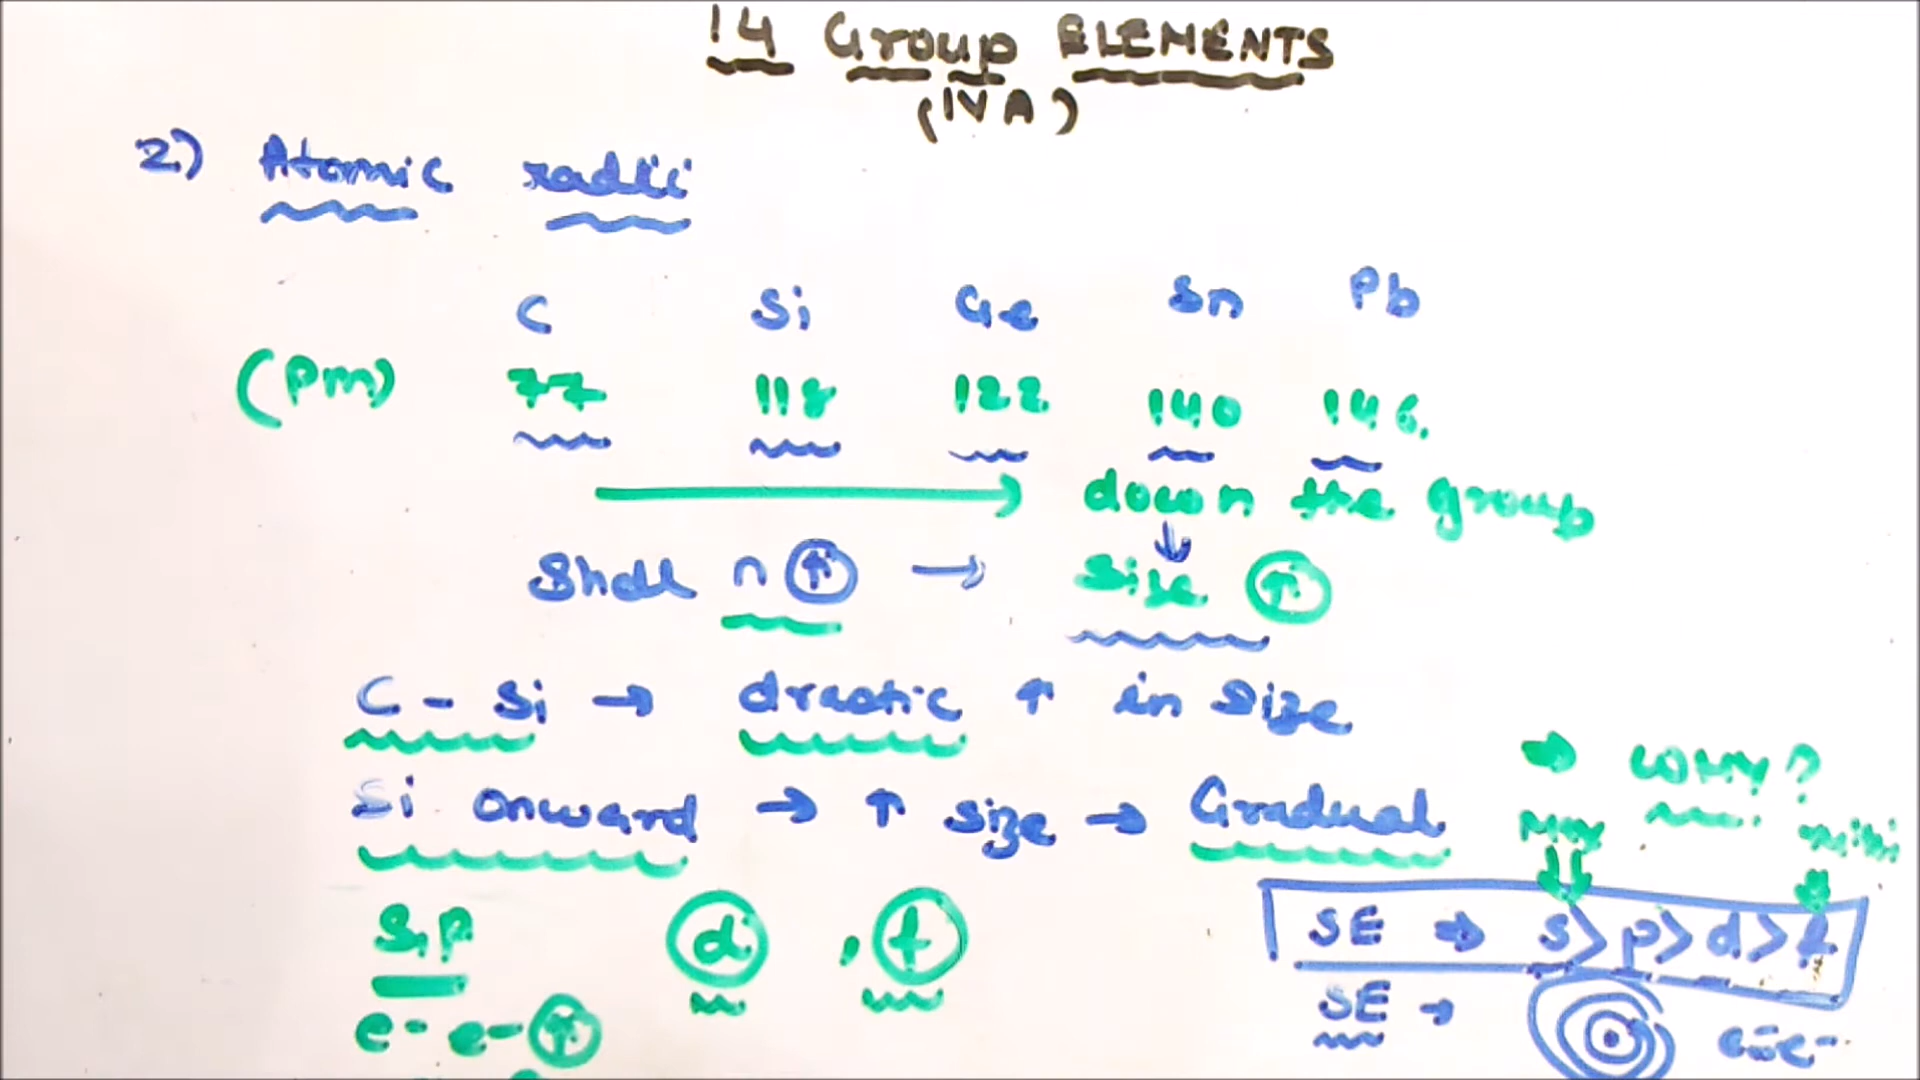 14 Group ELEMENTS
(IVA)
2) Atomic radii
C Si Ge Sn Pb
(Pm) 77 118 122 140 146.
→ down the group
↓
Shell n ↑ → Size ↑
C - Si → drastic ↑ in Size
Si onward → ↑ size → Gradual
⇒ WHY?
Max mini
S,P d , f
SE → s > p > d > f
e- e- ↑
SE → e- e-